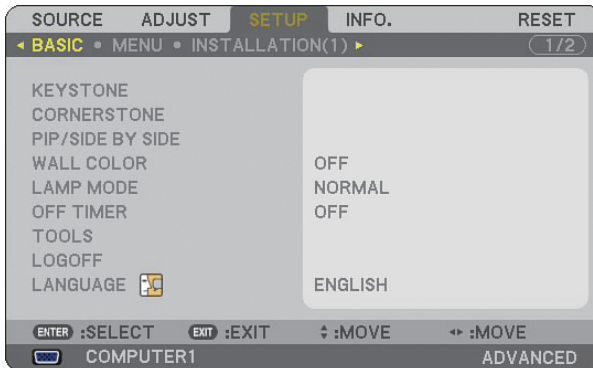 SOURCE ADJUST SETUP INFO. RESET
BASIC • MENU • INSTALLATION(1) 1/2
KEYSTONE
CORNERSTONE
PIP/SIDE BY SIDE
WALL COLOR OFF
LAMP MODE NORMAL
OFF TIMER OFF
TOOLS
LOGOFF
LANGUAGE ENGLISH
ENTER :SELECT EXIT :EXIT :MOVE :MOVE
COMPUTER1 ADVANCED